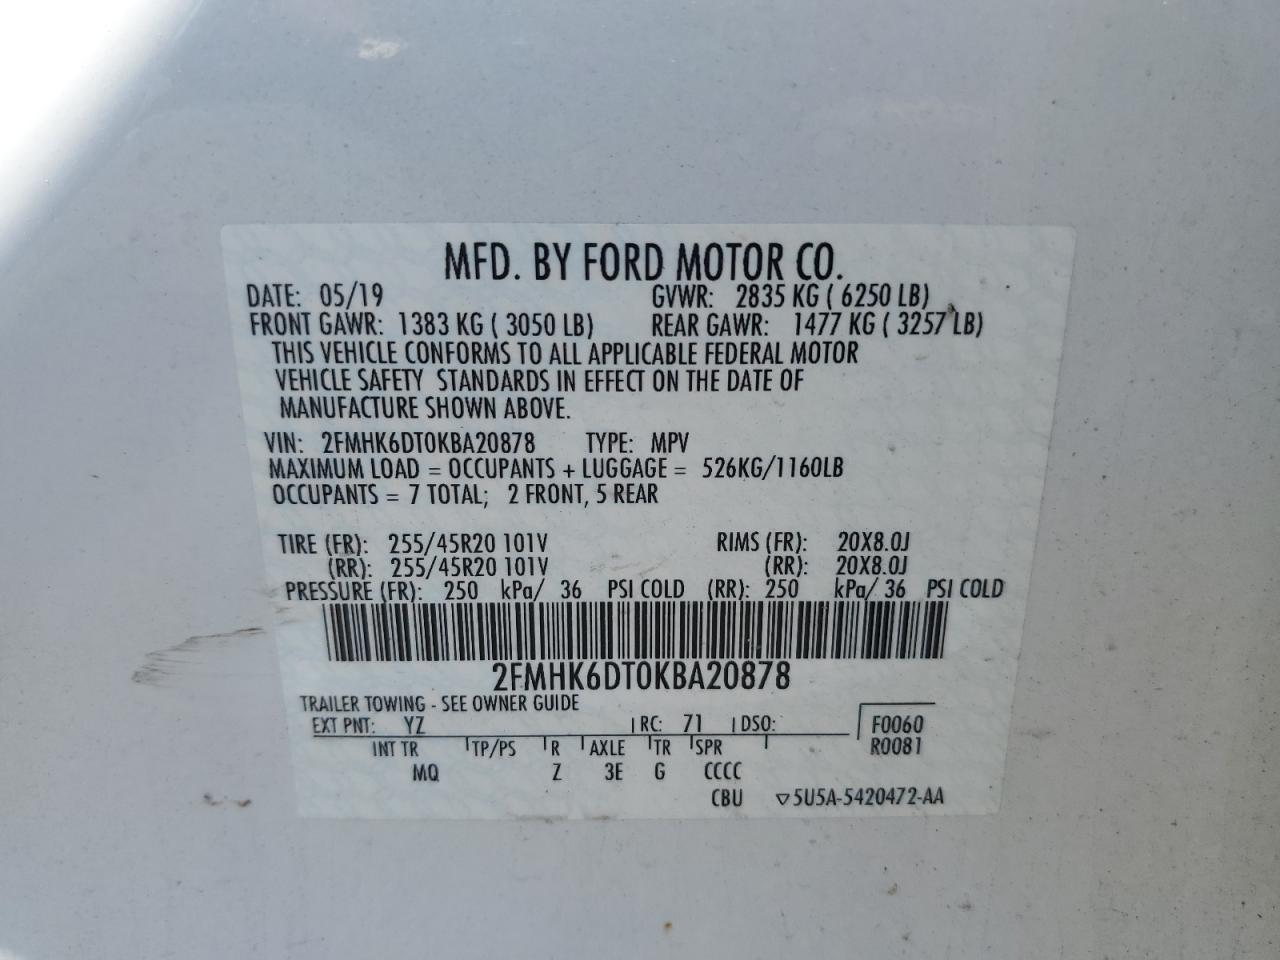 MFD. BY FORD MOTOR CO.
DATE: 05/19 GVWR: 2835 KG ( 6250 LB)
FRONT GAWR: 1383 KG ( 3050 LB) REAR GAWR: 1477 KG ( 3257 LB)
THIS VEHICLE CONFORMS TO ALL APPLICABLE FEDERAL MOTOR
VEHICLE SAFETY STANDARDS IN EFFECT ON THE DATE OF
MANUFACTURE SHOWN ABOVE.
VIN: 2FMHK6DT0KBA20878 TYPE: MPV
MAXIMUM LOAD = OCCUPANTS + LUGGAGE = 526KG/1160LB
OCCUPANTS = 7 TOTAL; 2 FRONT, 5 REAR
TIRE (FR): 255/45R20 101V RIMS (FR): 20X8.0J
(RR): 255/45R20 101V (RR): 20X8.0J
PRESSURE (FR): 250 kPa/ 36 PSI COLD (RR): 250 kPa/ 36 PSI COLD
2FMHK6DT0KBA20878
TRAILER TOWING - SEE OWNER GUIDE
EXT PNT: YZ RC: 71 DSO: F0060
R0081
INT TR TP/PS R AXLE TR SPR
MQ Z 3E G CCCC
CBU ▽5U5A-5420472-AA